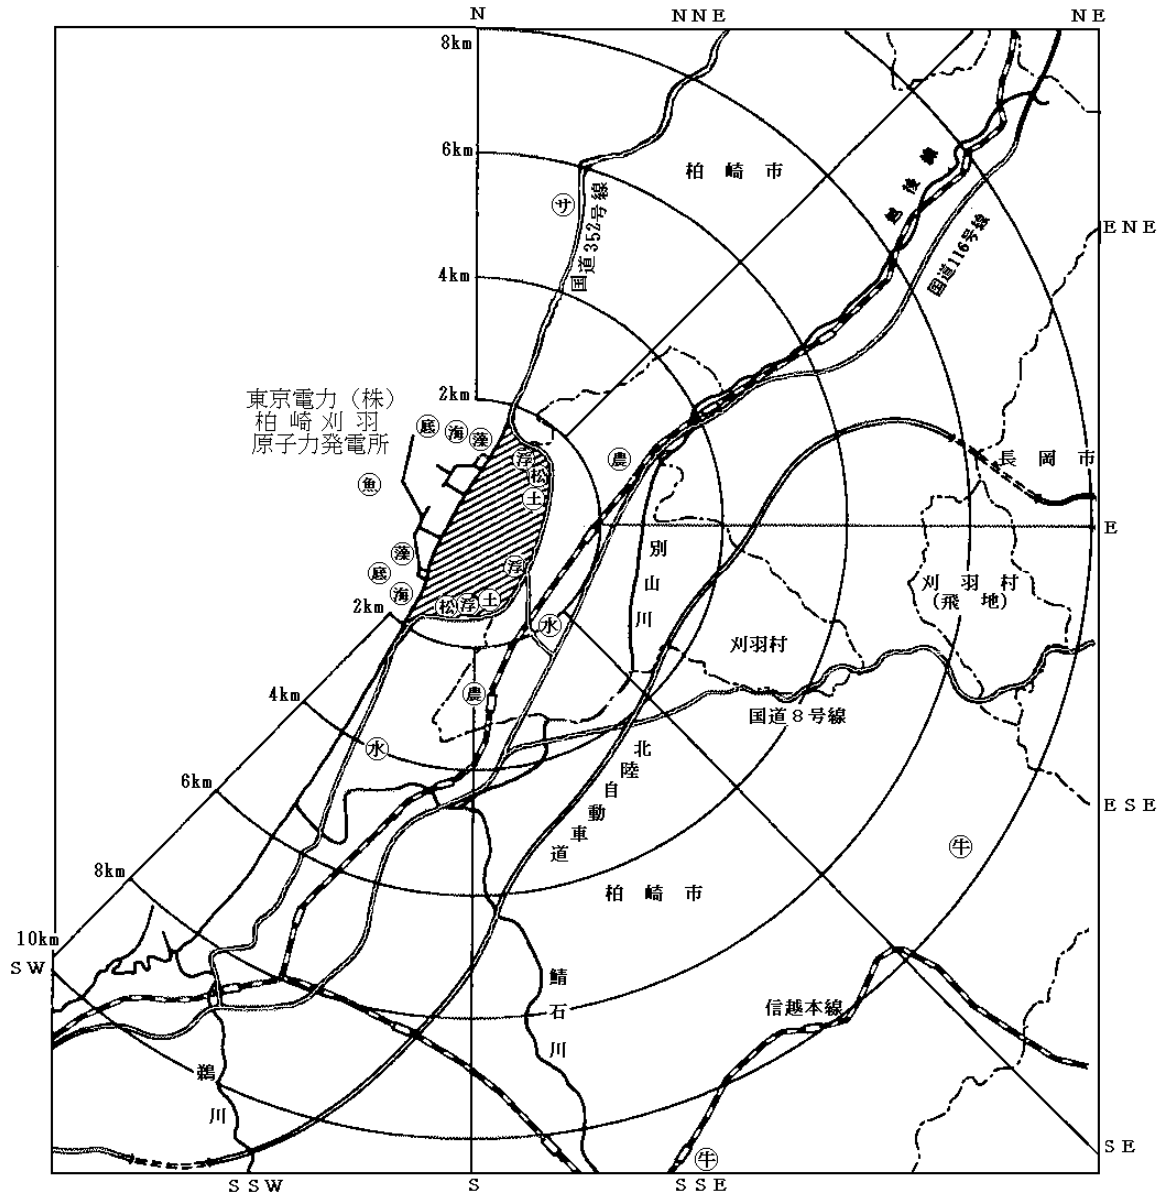 N
NNE
NE
8km
6km
柏崎市
越後線
ENE
サ
国道352号線
国道116号線
4km
2km
東京電力（株）
柏崎刈羽
原子力発電所
底
海
藻
浮
松
土
農
魚
長岡市
E
藻
底
海
浮
別山川
刈羽村
(飛地)
2km
松
浮
土
水
刈羽村
4km
農
国道８号線
水
北陸自動車道
6km
ESE
牛
8km
柏崎市
10km
SW
鯖石川
信越本線
鵜川
SE
牛
SSW
S
SSE